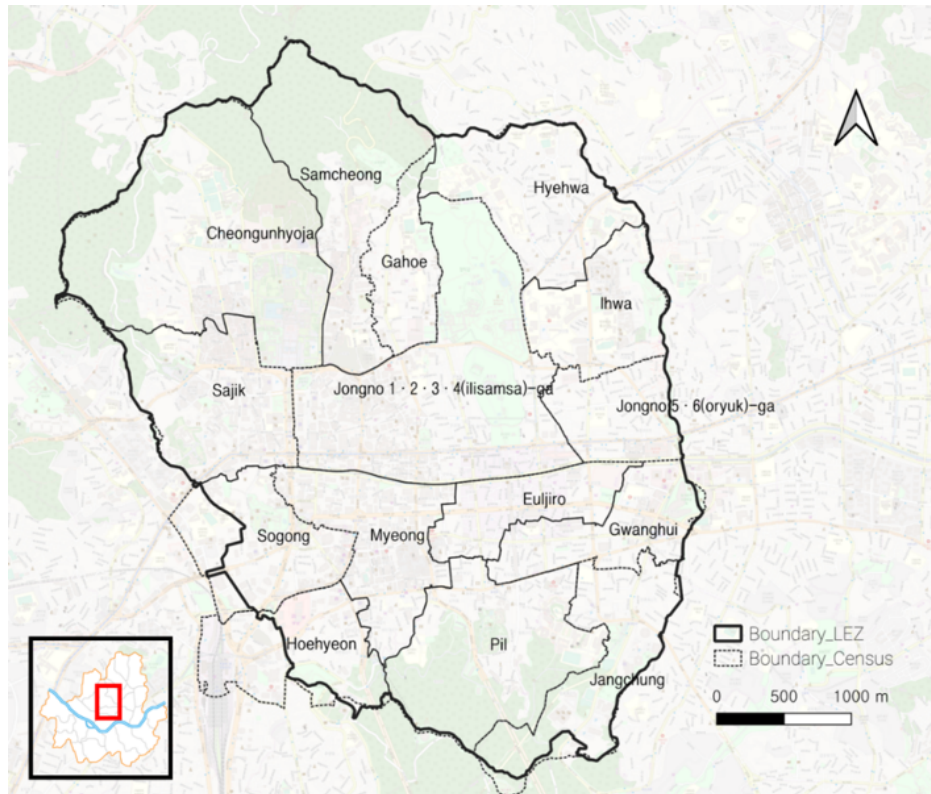 Samcheong
Hyehwa
Cheongunhyoja
Gahoe
Ihwa
Sajik
Jongno 1・2・3・4(ilisamsa)-ga
Jongno 5・6(oryuk)-ga
Euljiro
Gwanghui
Sogong
Myeong
Hoehyeon
Pil
Jangchung
Boundary_LEZ
Boundary_Census
0 500 1000 m